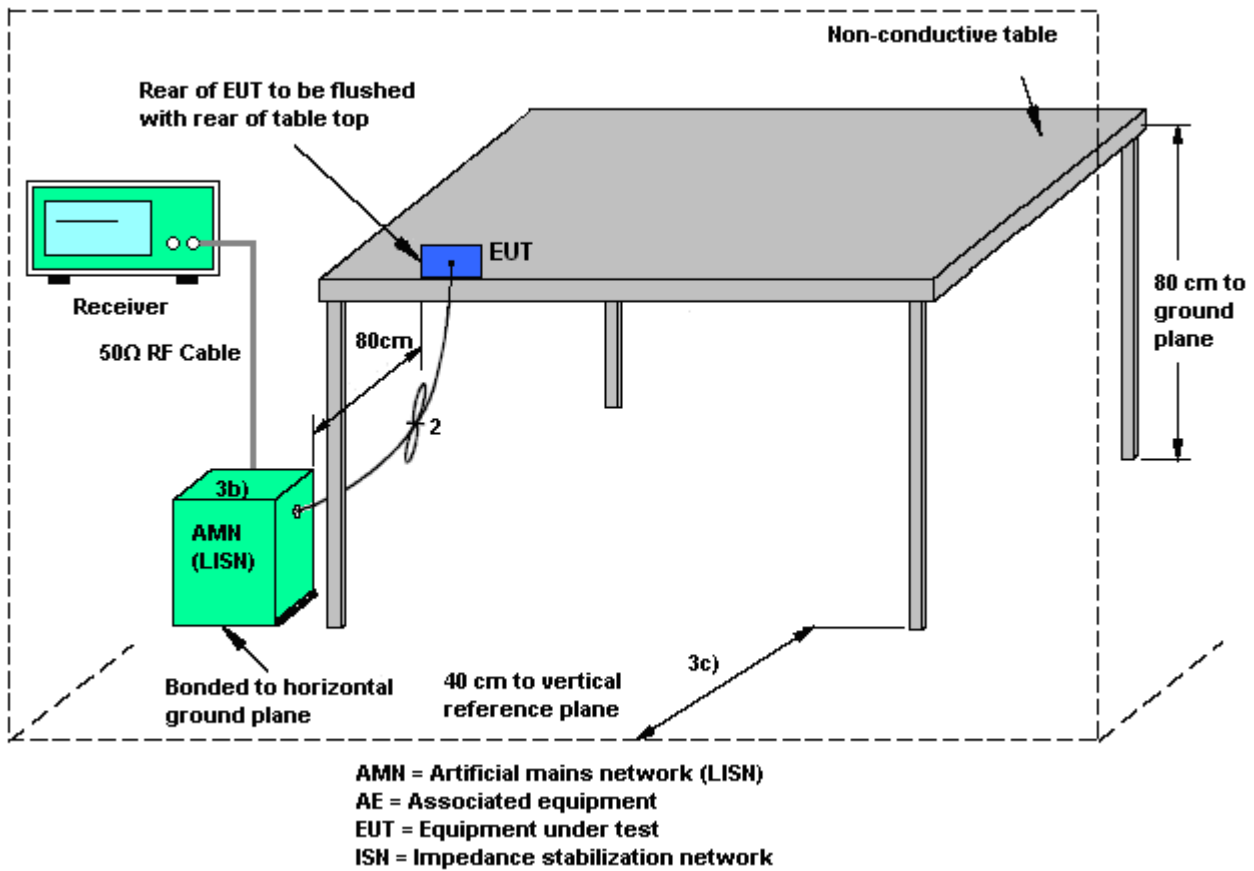 Non-conductive table
Rear of EUT to be flushed
with rear of table top
EUT
Receiver
80 cm to
ground
plane
80cm
50Ω RF Cable
2
3b)
AMN
(LISN)
3c)
Bonded to horizontal
ground plane
40 cm to vertical
reference plane
AMN = Artificial mains network (LISN)
AE = Associated equipment
EUT = Equipment under test
ISN = Impedance stabilization network